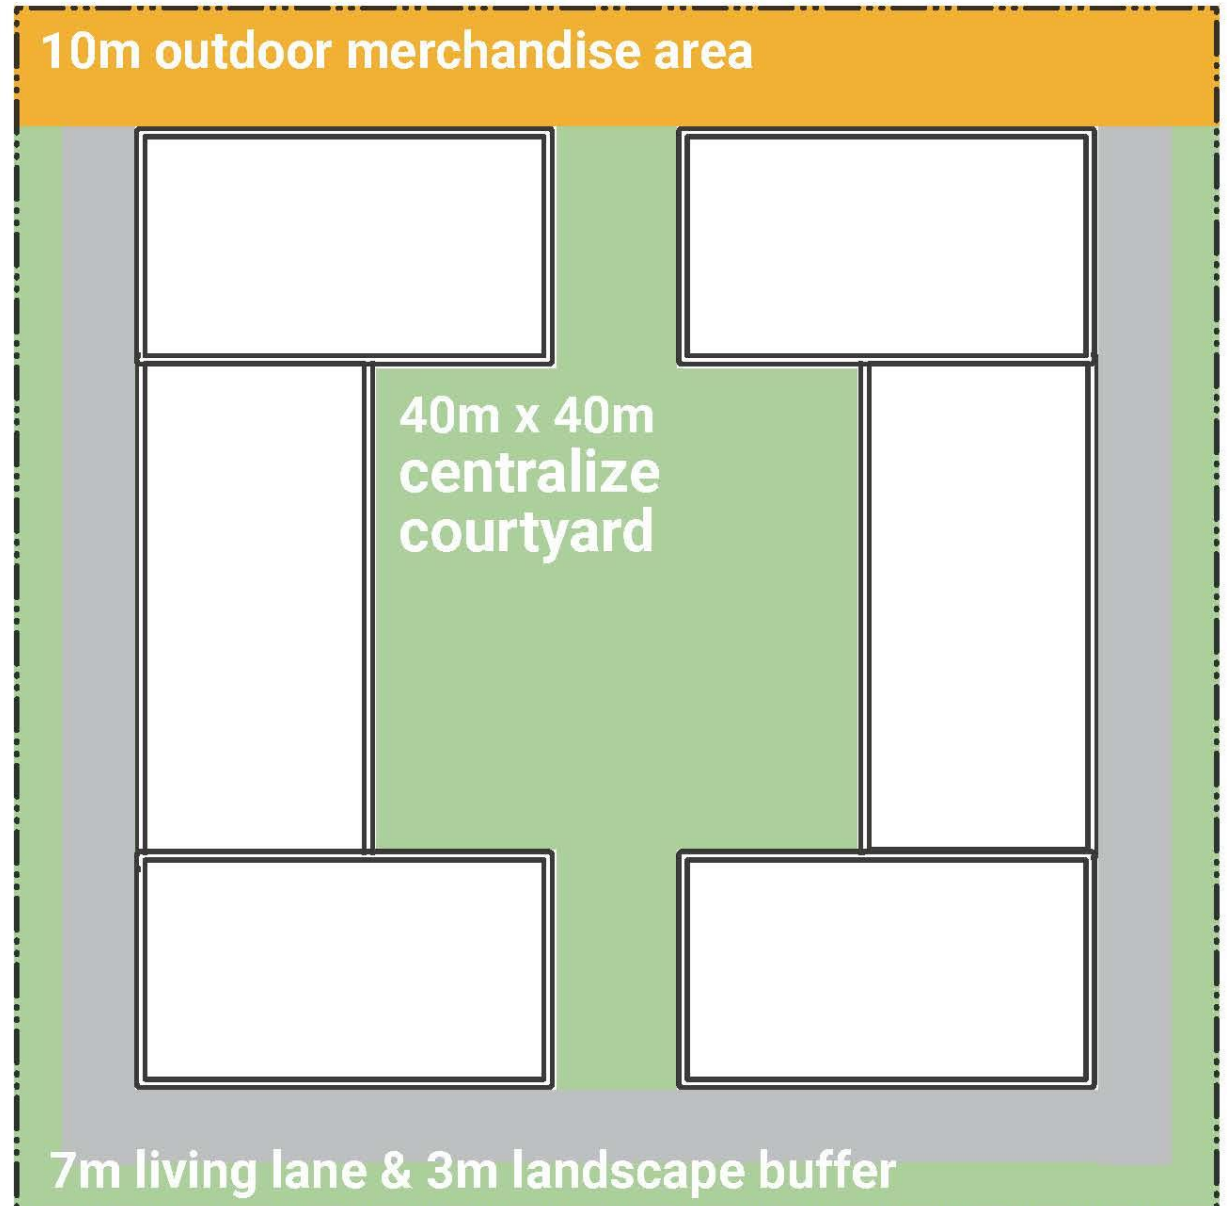 10m outdoor merchandise area
40m x 40m
centralize
courtyard
7m living lane & 3m landscape buffer